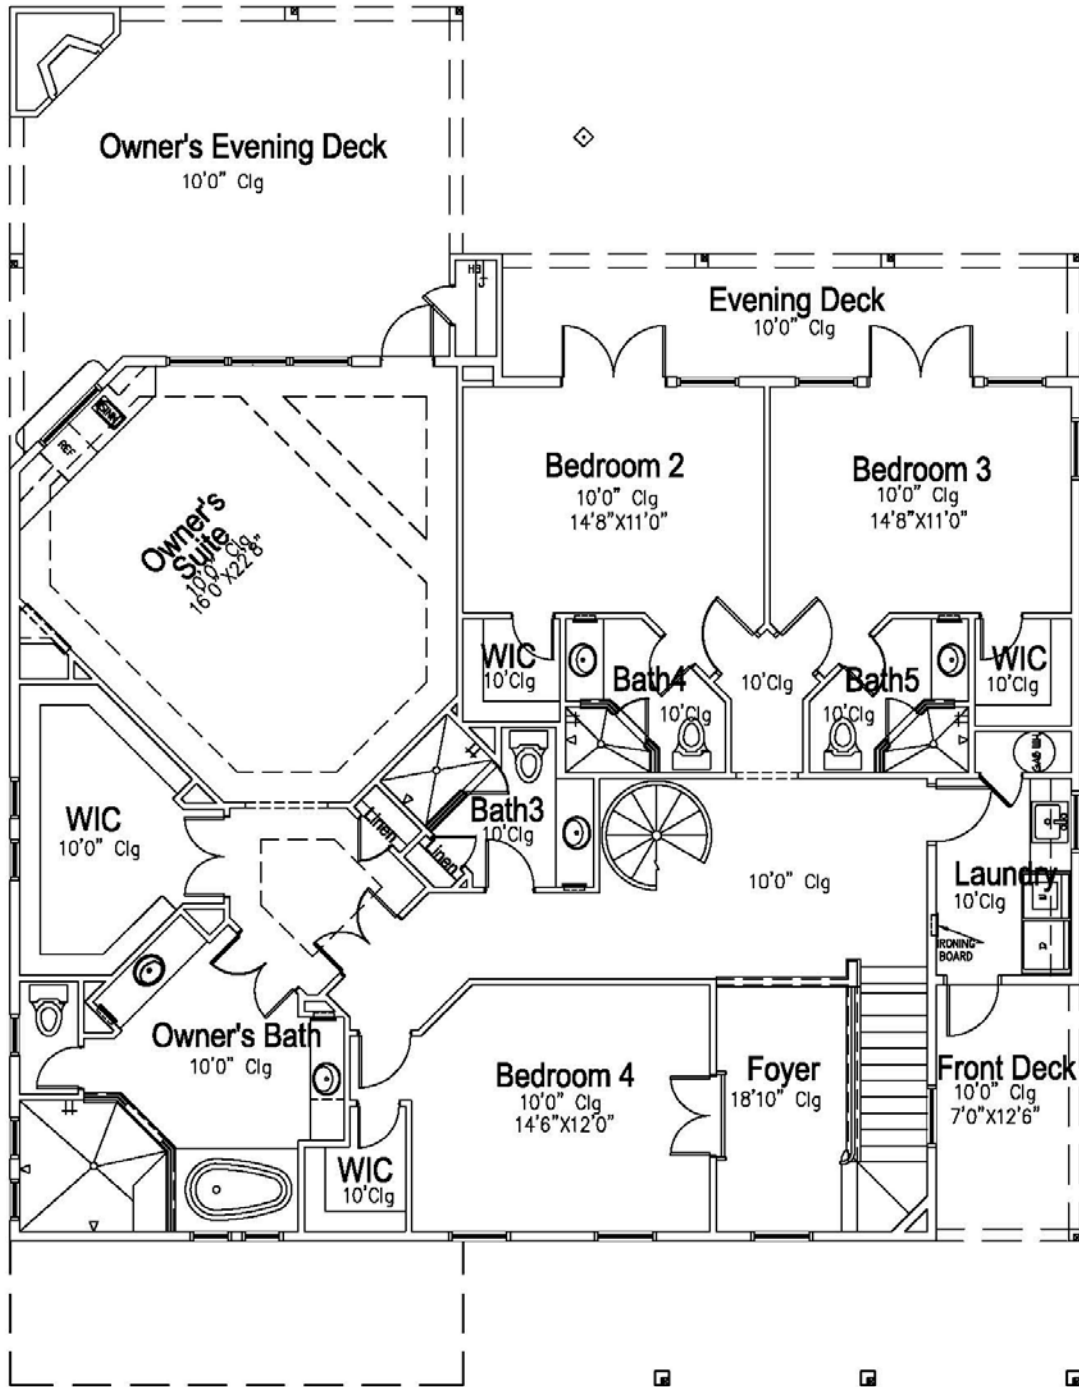 Owner's Evening Deck
10'0" Clg
HB
Evening Deck
10'0" Clg
SINK
REF
Owner's
Suite
10'0" Clg
16'0"X22'8"
Bedroom 2
10'0" Clg
14'8"X11'0"
Bedroom 3
10'0" Clg
14'8"X11'0"
WIC
10'Clg
Bath4
10'Clg
10'Clg
Bath5
10'Clg
WIC
10'Clg
WIC
10'0" Clg
Linen
Linen
Bath3
10'Clg
10'0" Clg
Laundry
10'Clg
IRONING
BOARD
D
Owner's Bath
10'0" Clg
Bedroom 4
10'0" Clg
14'6"X12'0"
Foyer
18'10" Clg
Front Deck
10'0" Clg
7'0"X12'6"
WIC
10'Clg